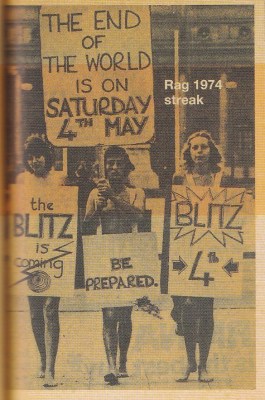 THE END
OF
THE WORLD
IS ON
SATURDAY
4TH MAY
Rag 1974
streak
the
BLITZ
is
coming
BE
PREPARED.
BLITZ
4th